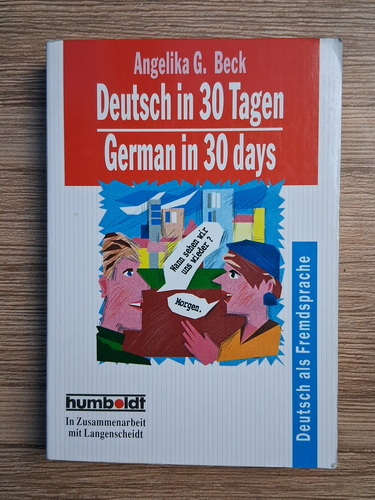 Angelika G. Beck
Deutsch in 30 Tagen
German in 30 days
Wann sehen wir
uns wieder?
Morgen.
Deutsch als Fremdsprache
humboldt
In Zusammenarbeit
mit Langenscheidt